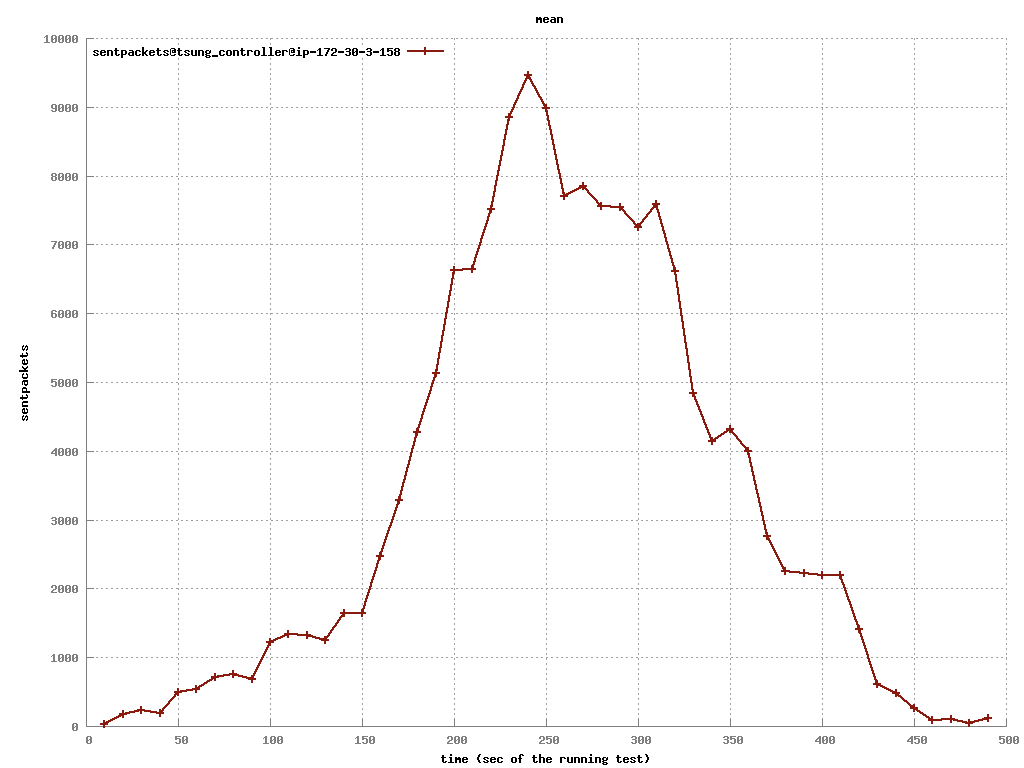 mean
sentpackets@tsung_controller@ip-172-30-3-158
10000
9000
8000
7000
6000
5000
4000
3000
2000
1000
0
sentpackets
0 50 100 150 200 250 300 350 400 450 500
time (sec of the running test)